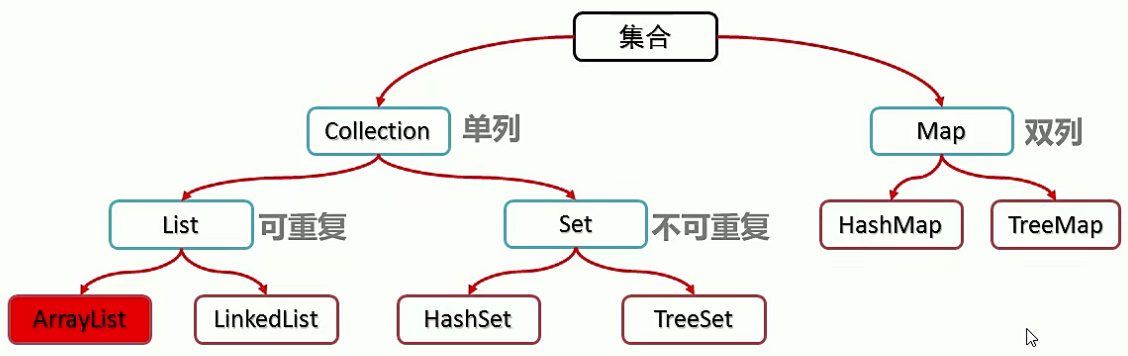 集合
Collection
单列
Map
双列
List
可重复
Set
不可重复
HashMap
TreeMap
ArrayList
LinkedList
HashSet
TreeSet